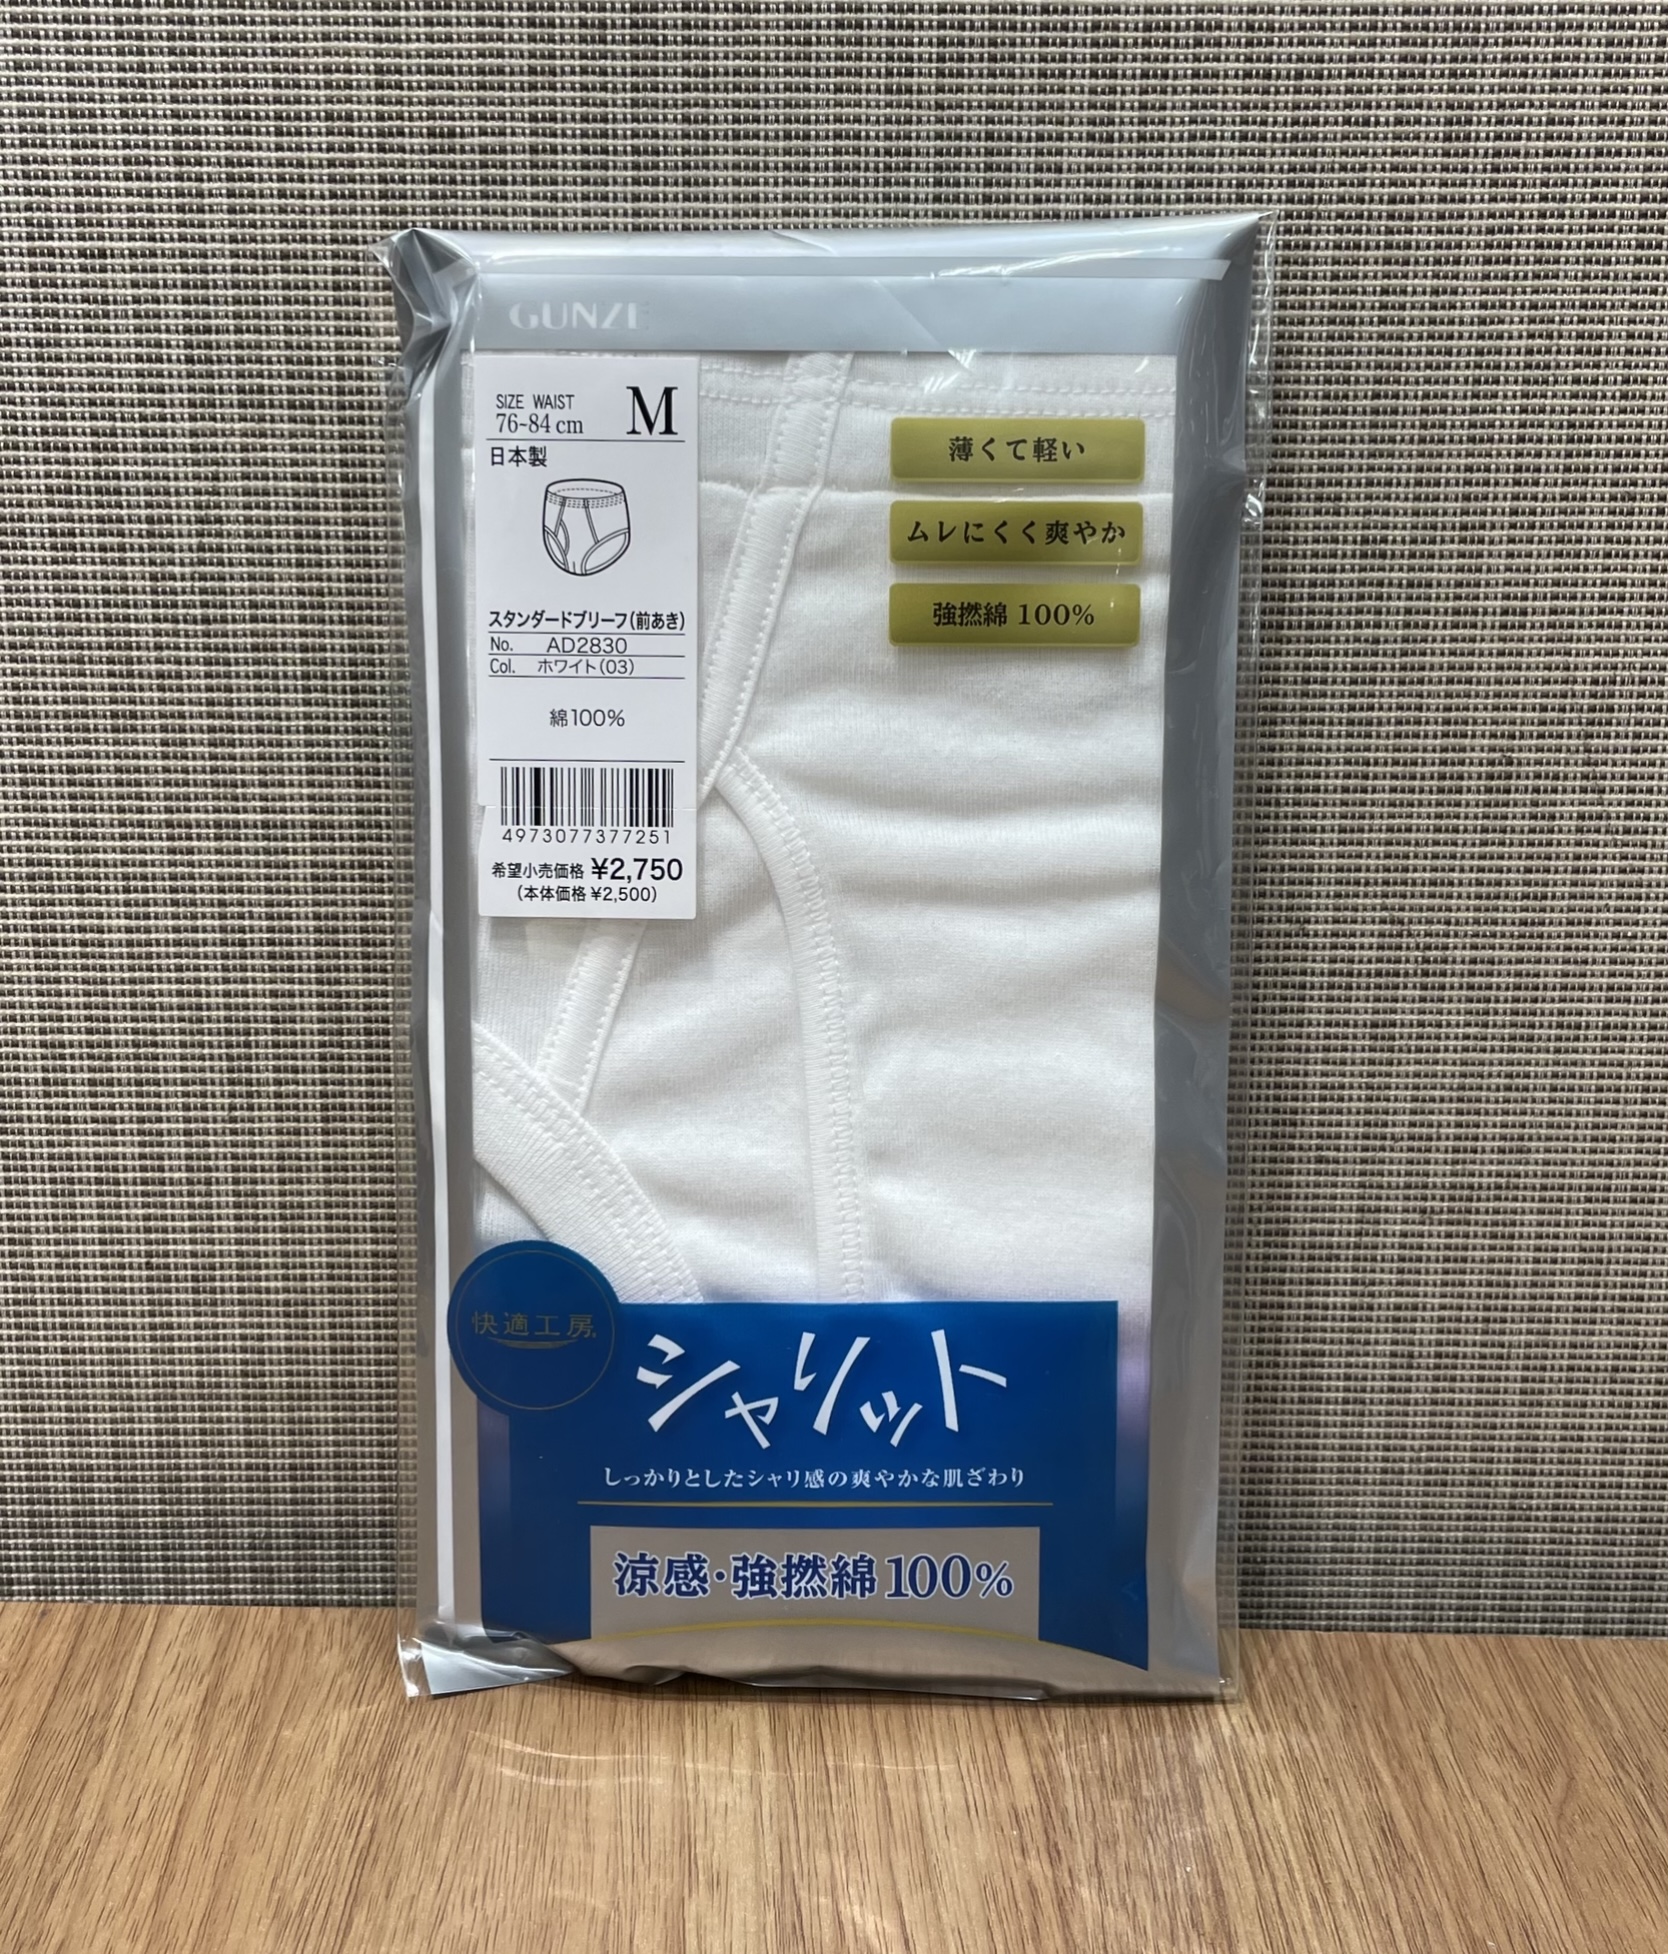 GUNZE
SIZE WAIST
76~84 cm
M
日本製
スタンダードブリーフ(前あき)
No. AD2830
Col. ホワイト(03)
綿100%
4973077377251
希望小売価格 ¥2,750
(本体価格 ¥2,500)
薄くて軽い
ムレにくく爽やか
強撚綿 100%
快適工房®
シャリット
しっかりとしたシャリ感の爽やかな肌ざわり
涼感・強撚綿100%